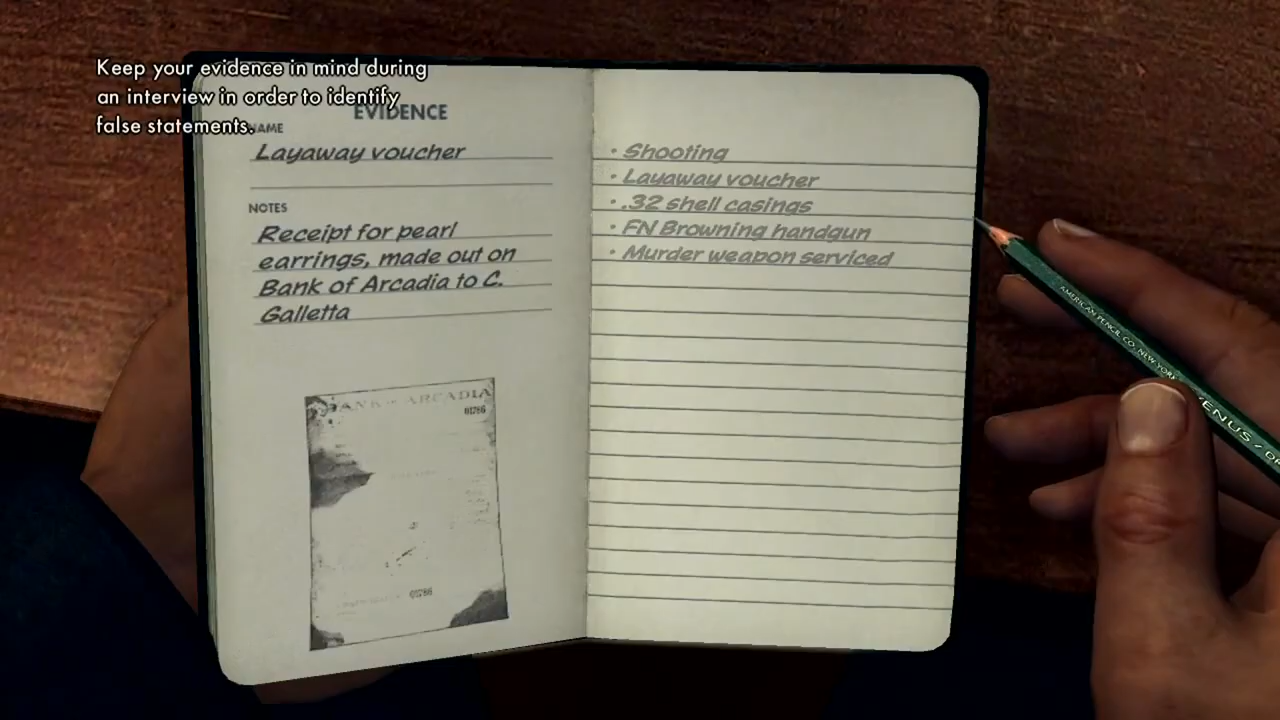 Keep your evidence in mind during
an interview in order to identify
false statements.
EVIDENCE
NAME
Layaway voucher
NOTES
Receipt for pearl
earrings, made out on
Bank of Arcadia to C.
Galletta
BANK OF ARCADIA
01786
01786
• Shooting
• Layaway voucher
• .32 shell casings
• FN Browning handgun
• Murder weapon serviced
AMERICAN PENCIL CO. NEW YORK
VENUS